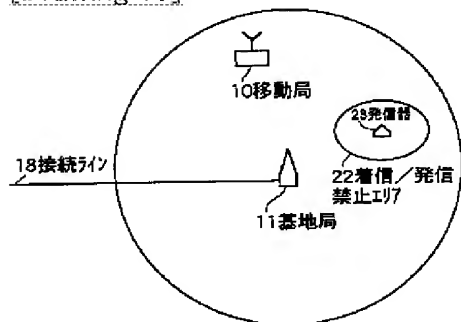 10移動局
23発信器
18接続ライン
22着信/発信
禁止エリア
11基地局